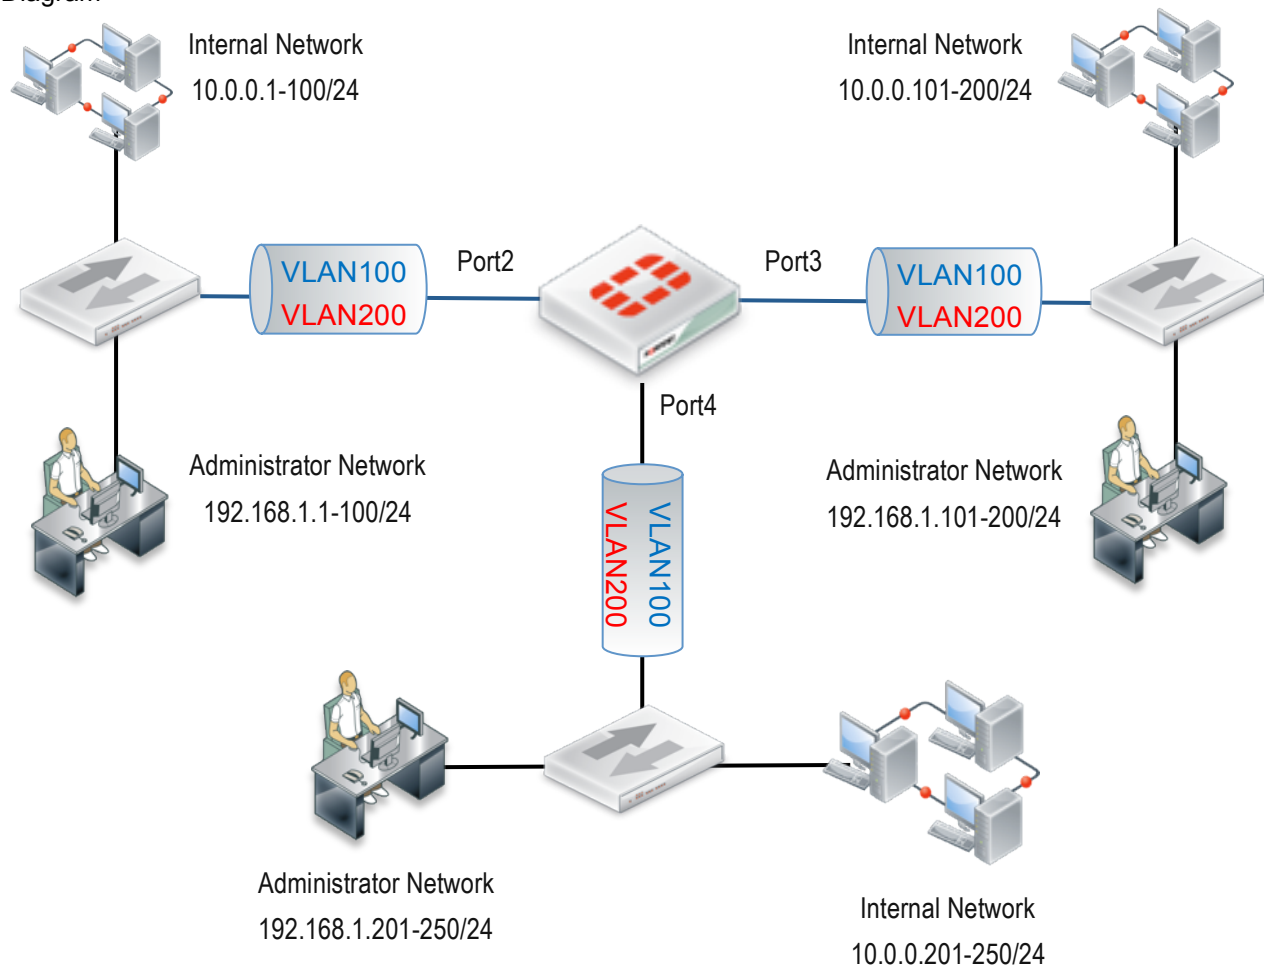 Diagram
Internal Network
10.0.0.1-100/24
Internal Network
10.0.0.101-200/24
VLAN100
VLAN200
Port2
Port3
VLAN100
VLAN200
Port4
Administrator Network
192.168.1.1-100/24
Administrator Network
192.168.1.101-200/24
VLAN100
VLAN200
Administrator Network
192.168.1.201-250/24
Internal Network
10.0.0.201-250/24